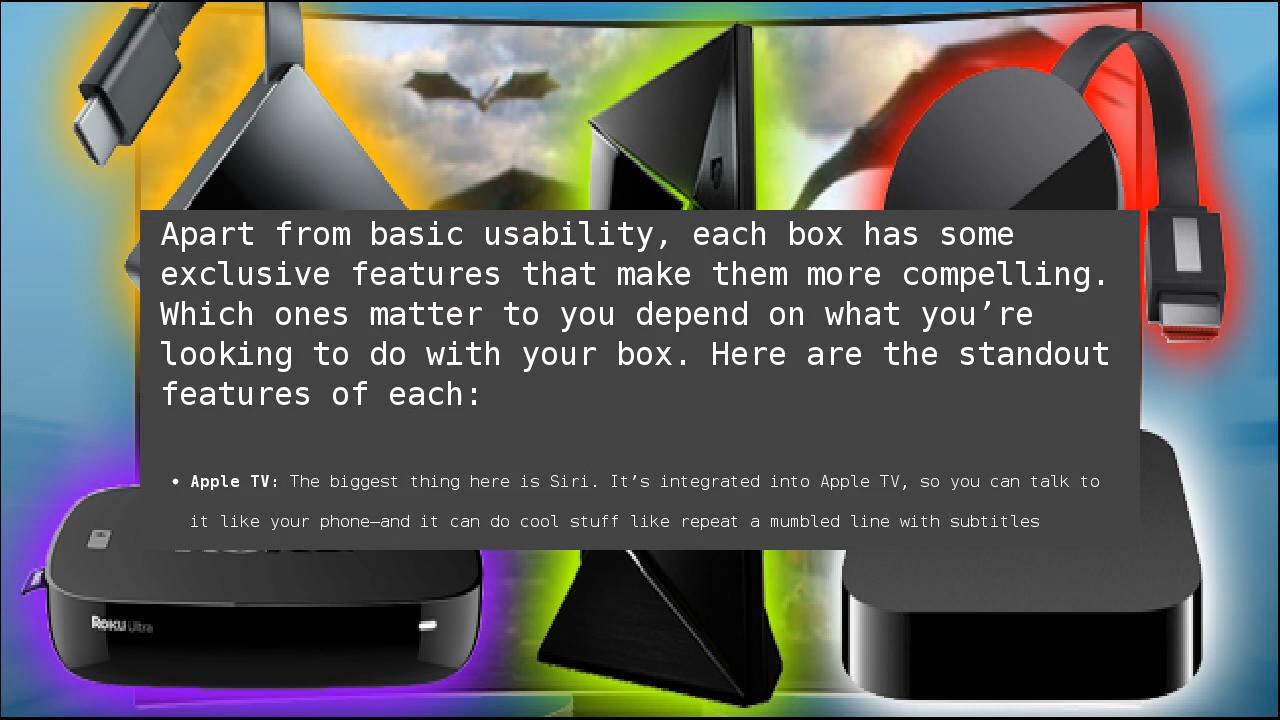 Apart from basic usability, each box has some
exclusive features that make them more compelling.
Which ones matter to you depend on what you’re
looking to do with your box. Here are the standout
features of each:
• Apple TV: The biggest thing here is Siri. It’s integrated into Apple TV, so you can talk to
it like your phone—and it can do cool stuff like repeat a mumbled line with subtitles
ROKU Ultra